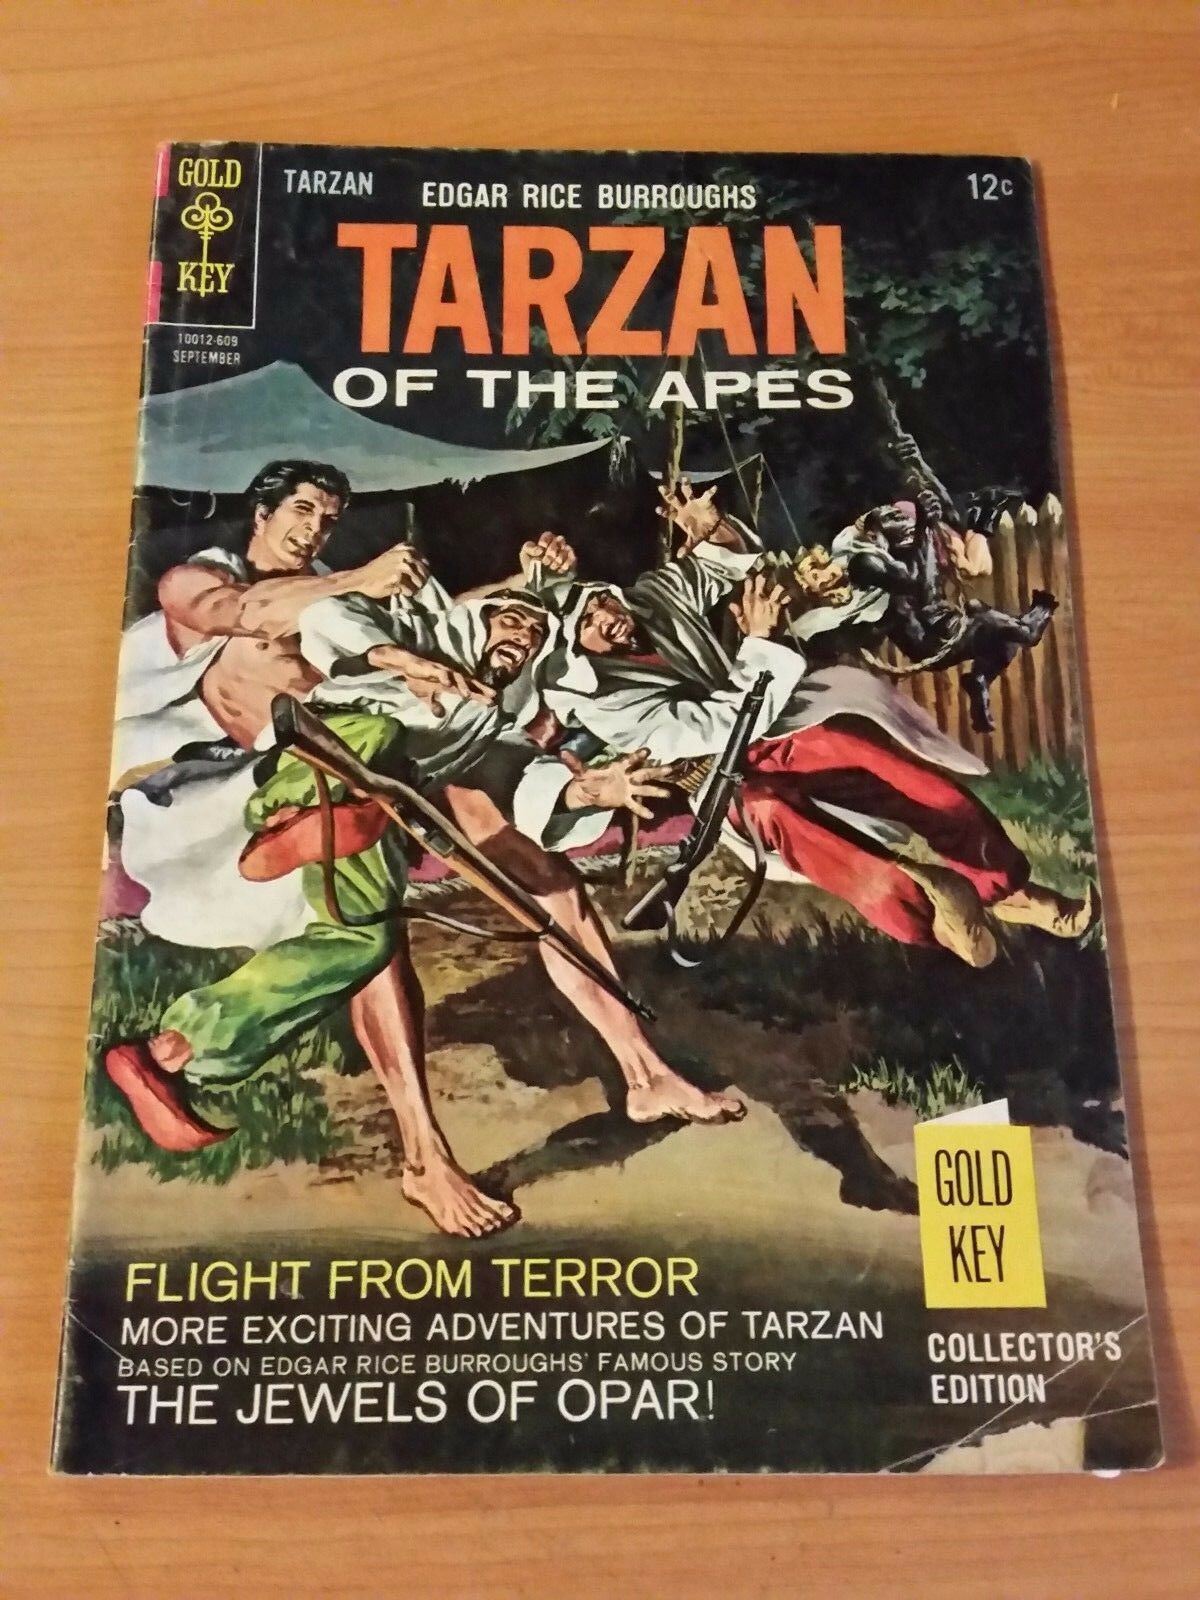 GOLD
KEY
10012-609
SEPTEMBER
TARZAN
EDGAR RICE BURROUGHS
12c
TARZAN
OF THE APES
GOLD
KEY
COLLECTOR'S
EDITION
FLIGHT FROM TERROR
MORE EXCITING ADVENTURES OF TARZAN
BASED ON EDGAR RICE BURROUGHS' FAMOUS STORY
THE JEWELS OF OPAR!